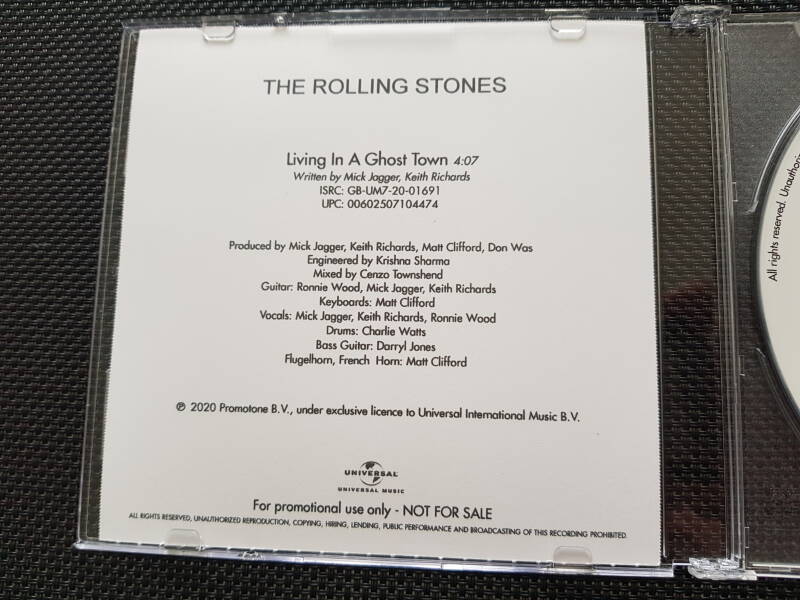 THE ROLLING STONES
Living In A Ghost Town 4:07
Written by Mick Jagger, Keith Richards
ISRC: GB-UM7-20-01691
UPC: 00602507104474
Produced by Mick Jagger, Keith Richards, Matt Clifford, Don Was
Engineered by Krishna Sharma
Mixed by Cenzo Townshend
Guitar: Ronnie Wood, Mick Jagger, Keith Richards
Keyboards: Matt Clifford
Vocals: Mick Jagger, Keith Richards, Ronnie Wood
Drums: Charlie Watts
Bass Guitar: Darryl Jones
Flugelhorn, French Horn: Matt Clifford
℗ 2020 Promotone B.V., under exclusive licence to Universal International Music B.V.
UNIVERSAL
UNIVERSAL MUSIC
For promotional use only - NOT FOR SALE
ALL RIGHTS RESERVED, UNAUTHORIZED REPRODUCTION, COPYING, HIRING, LENDING, PUBLIC PERFORMANCE AND BROADCASTING OF THIS RECORDING PROHIBITED.
All rights reserved.